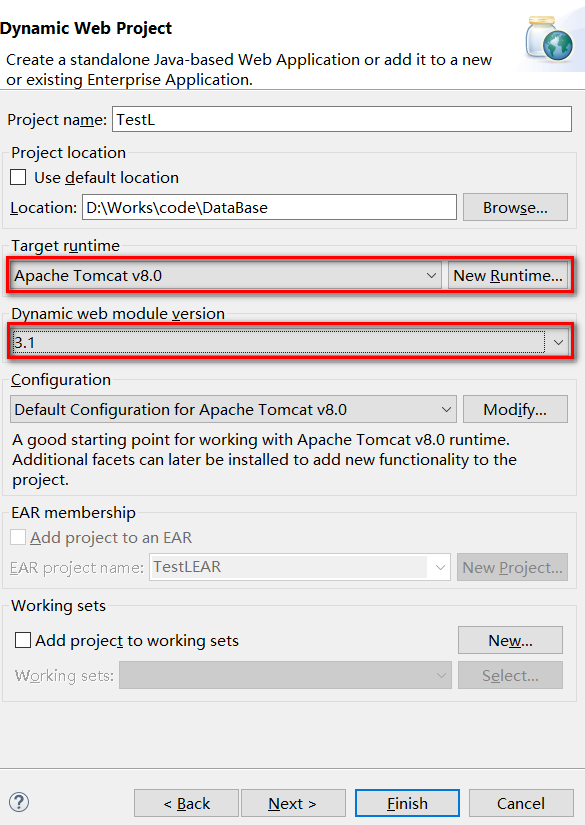 Dynamic Web Project
Create a standalone Java-based Web Application or add it to a new
or existing Enterprise Application.
Project name: TestL
Project location
Use default location
Location: D:\Works\code\DataBase Browse...
Target runtime
Apache Tomcat v8.0 New Runtime...
Dynamic web module version
3.1
Configuration
Default Configuration for Apache Tomcat v8.0 Modify...
A good starting point for working with Apache Tomcat v8.0 runtime.
Additional facets can later be installed to add new functionality to the
project.
EAR membership
Add project to an EAR
EAR project name: TestLEAR New Project...
Working sets
Add project to working sets New...
Working sets: Select...
? < Back Next > Finish Cancel